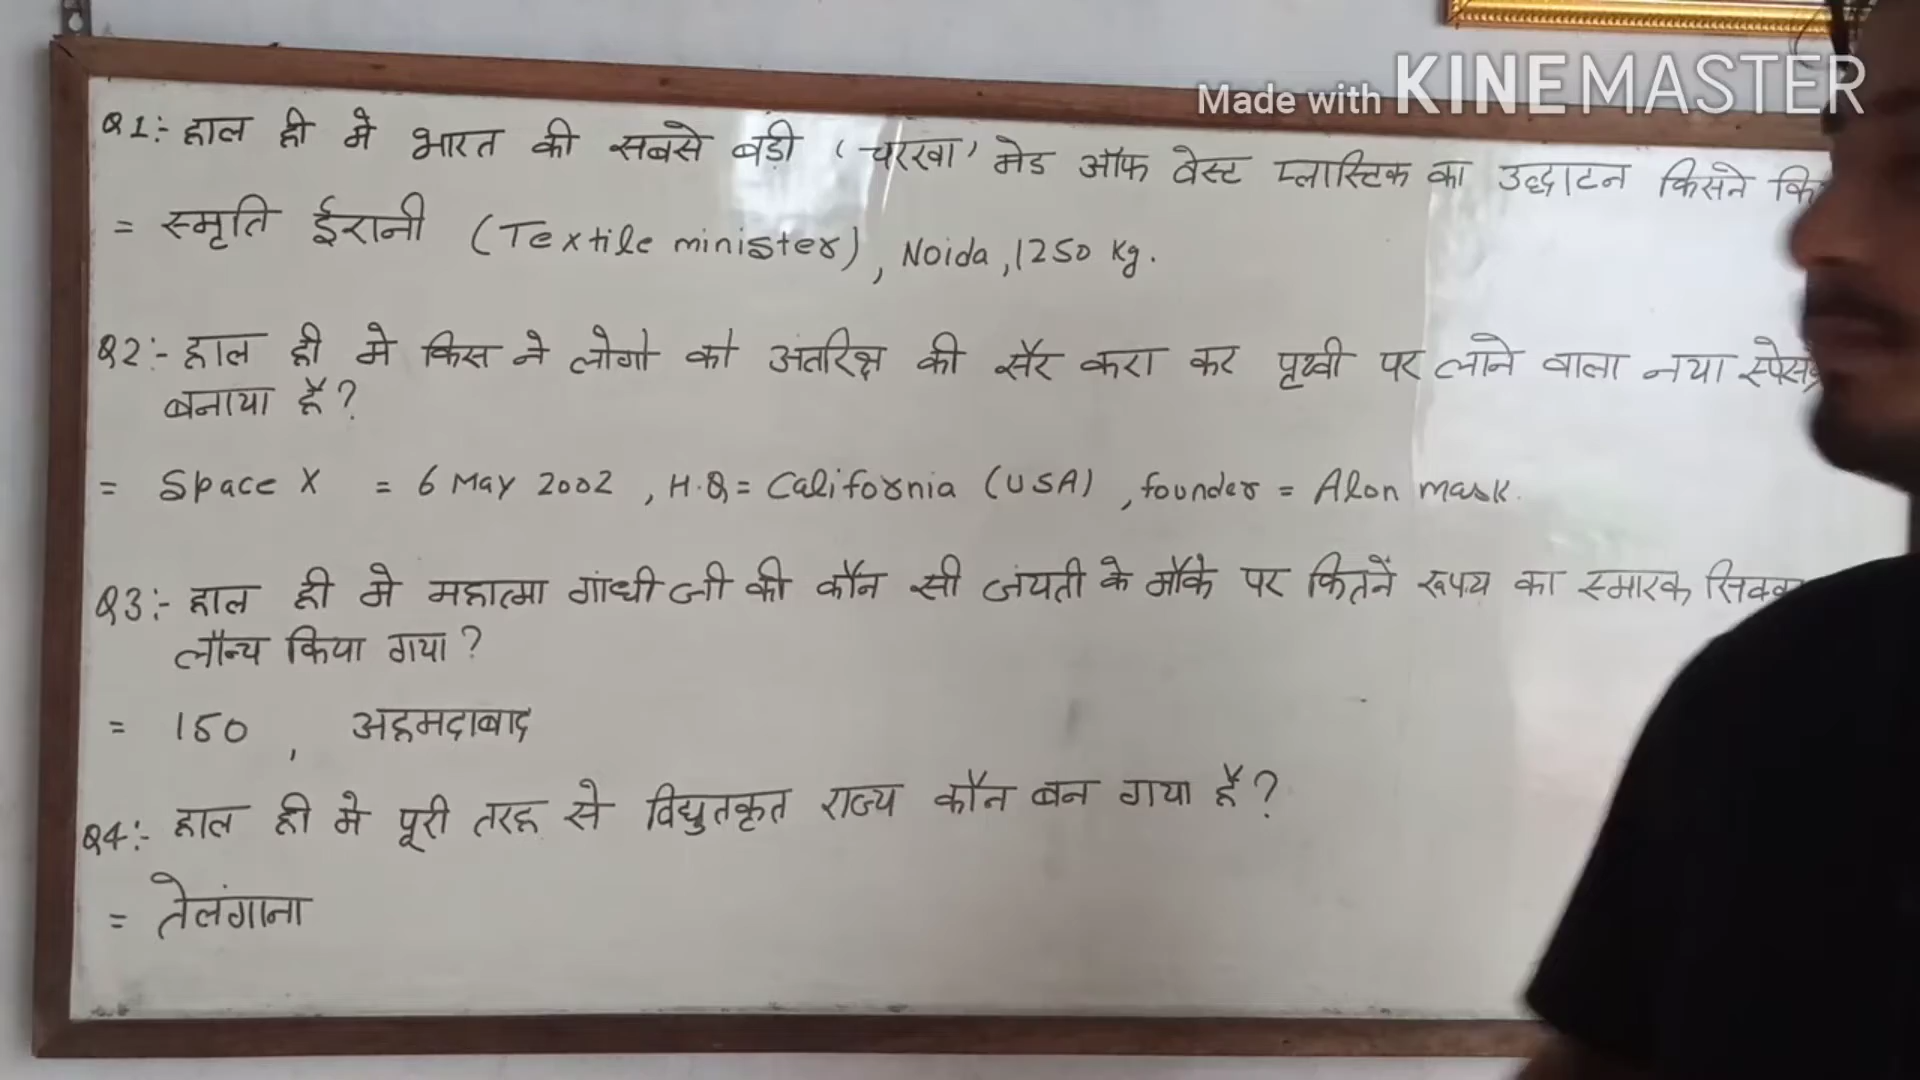 Made with KINEMASTER
Q1:- हाल ही मे भारत की सबसे बड़ी 'चरखा' मेड ऑफ वेस्ट प्लास्टिक का उद्घाटन किसने
= स्मृति ईरानी (Textile minister), Noida, 1250 kg.
Q2:- हाल ही मे किस ने लोगो को अंतरिक्ष की सैर करा कर पृथ्वी पर लाने वाला नया
बनाया है?
= Space X = 6 May 2002, H.Q = California (USA), founder = Alon mask.
Q3:- हाल ही मे महात्मा गांधी जी की कौन सी जंयती के मौके पर कितनें रूपय का स्मारक
लौन्च किया गया?
= 150, अहमदाबाद
Q4:- हाल ही मे पूरी तरह से विद्युतकृत राज्य कौन बन गया है?
= तेलंगाना